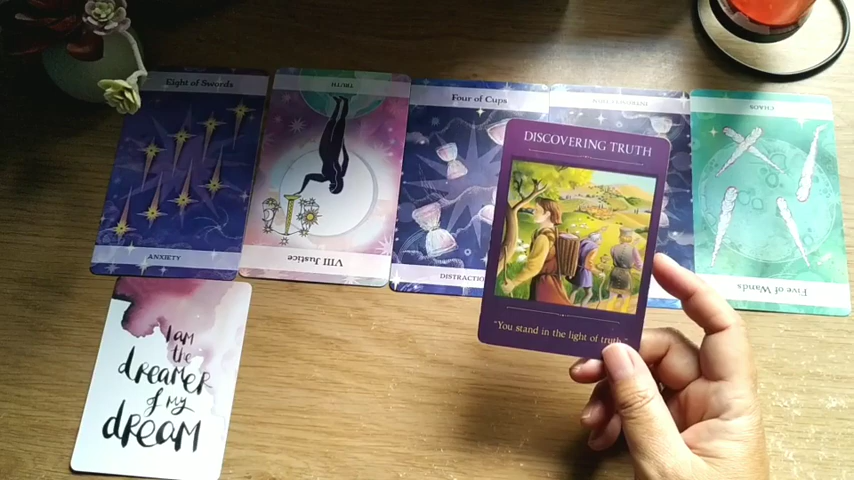 Eight of Swords
ANXIETY
TRUTH
VIII Justice
Four of Cups
DISTRACTION
INTROSPECTION
CHAOS
Five of Wands
DISCOVERING TRUTH
"You stand in the light of truth."
I am
the
dreamer
of my
dream